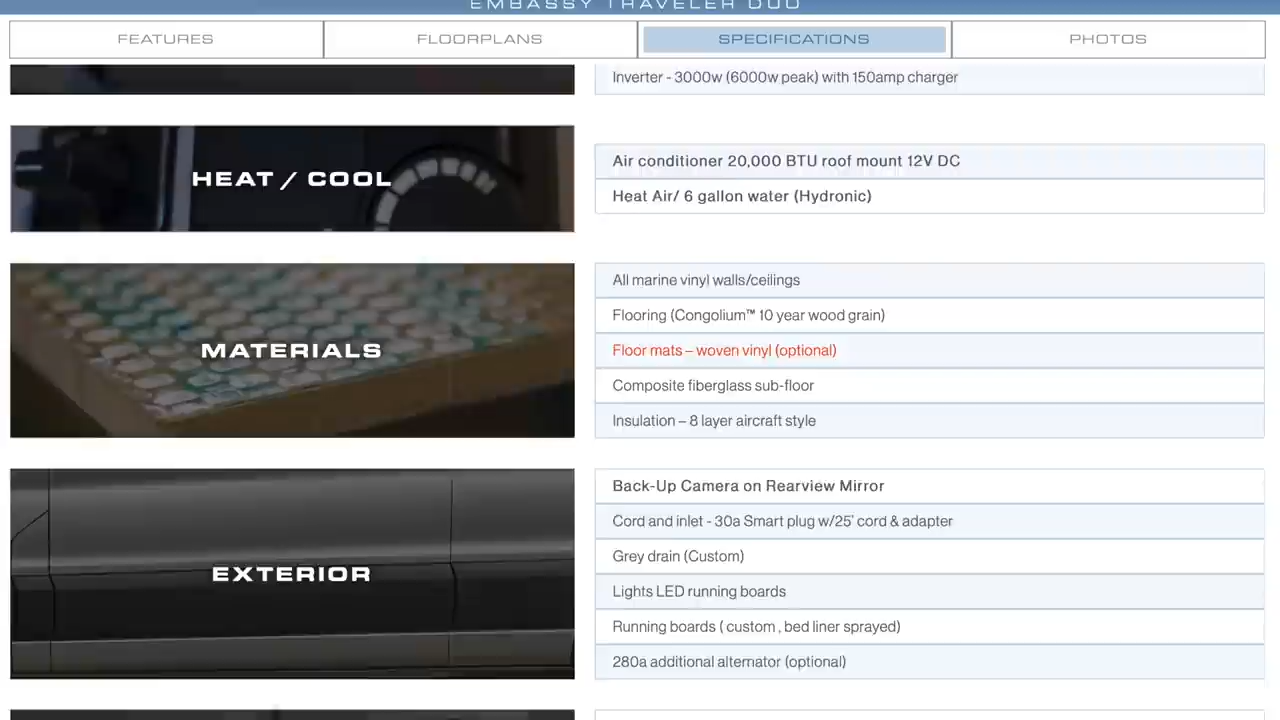 EMBASSY TRAVELER DUO
FEATURES
FLOORPLANS
SPECIFICATIONS
PHOTOS
Inverter - 3000w (6000w peak) with 150amp charger
HEAT / COOL
Air conditioner 20,000 BTU roof mount 12V DC
Heat Air/ 6 gallon water (Hydronic)
MATERIALS
All marine vinyl walls/ceilings
Flooring (Congolium™ 10 year wood grain)
Floor mats – woven vinyl (optional)
Composite fiberglass sub-floor
Insulation – 8 layer aircraft style
EXTERIOR
Back-Up Camera on Rearview Mirror
Cord and inlet - 30a Smart plug w/25' cord & adapter
Grey drain (Custom)
Lights LED running boards
Running boards ( custom , bed liner sprayed)
280a additional alternator (optional)